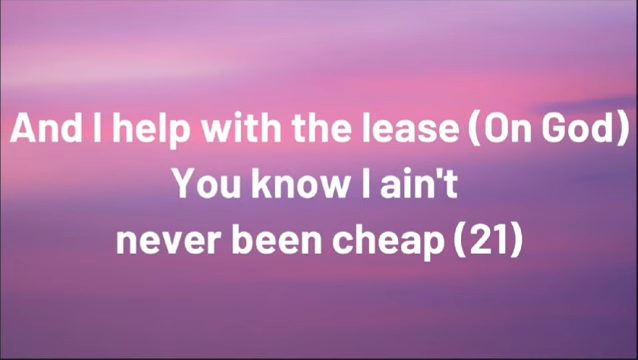 And I help with the lease (On God)
You know I ain't
never been cheap (21)